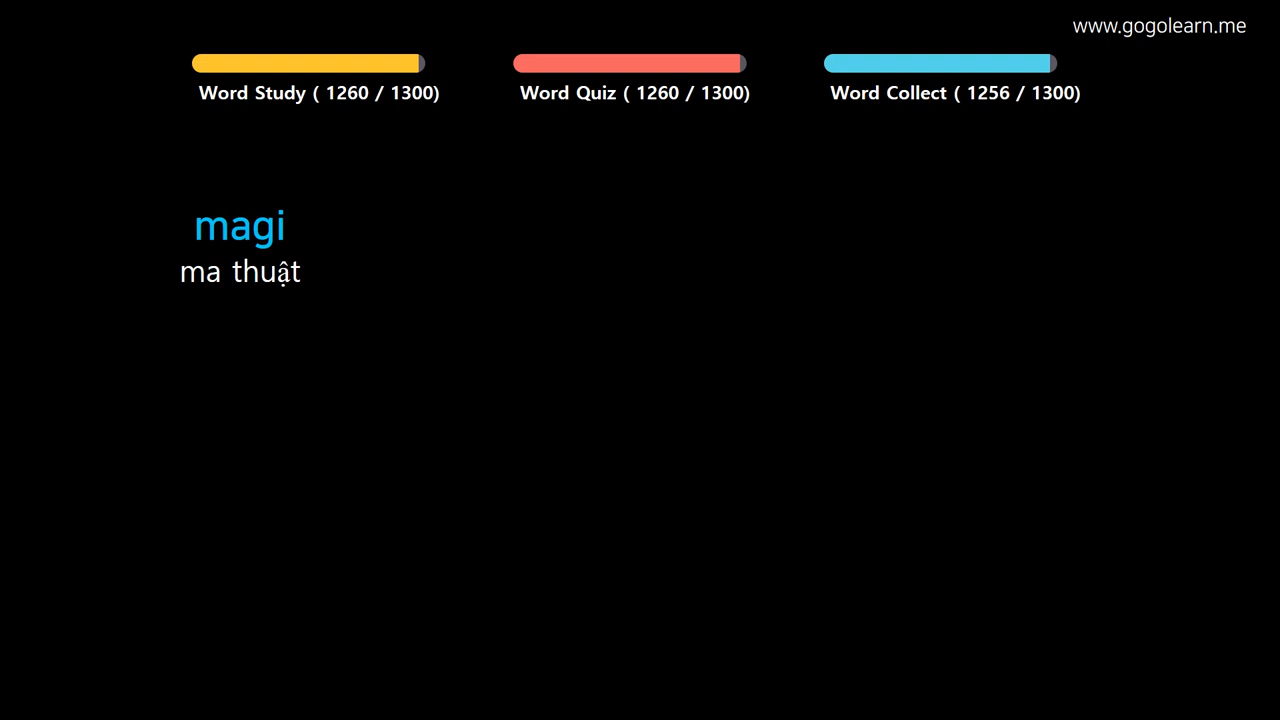 www.gogolearn.me
Word Study ( 1260 / 1300)
Word Quiz ( 1260 / 1300)
Word Collect ( 1256 / 1300)
magi
ma thuật